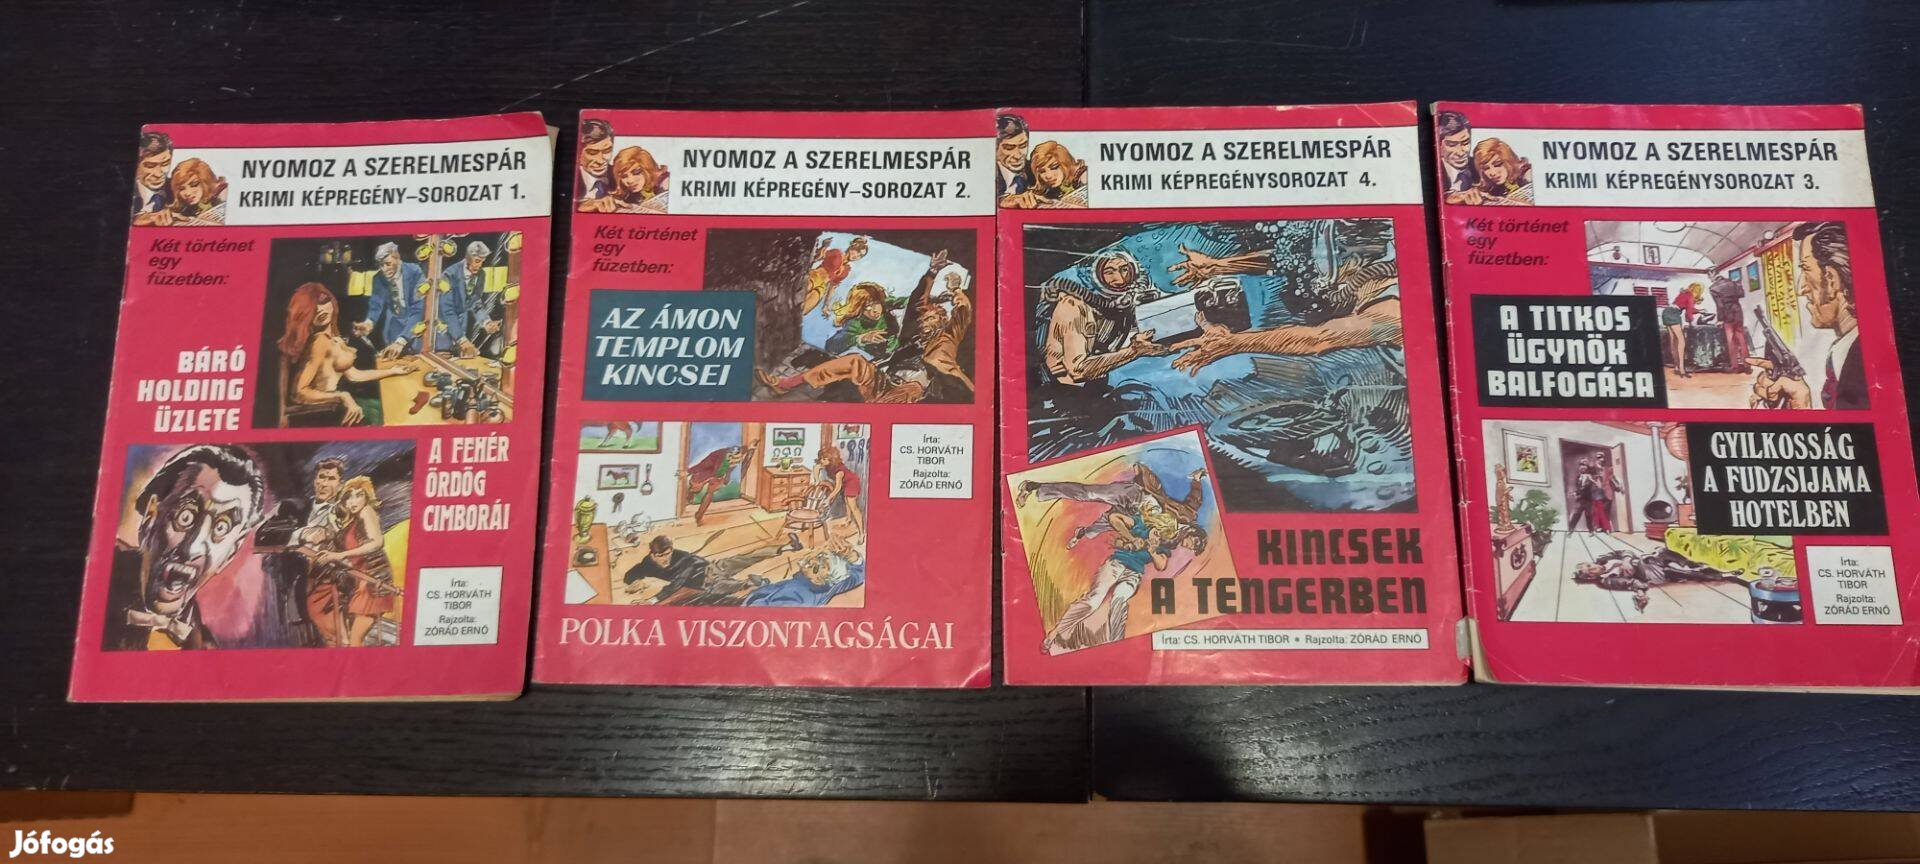 NYOMOZ A SZERELMESPÁR
KRIMI KÉPREGÉNY–SOROZAT 1.
Két történet
egy
füzetben:
BÁRÓ
HOLDING
ÜZLETE
A FEHÉR
ÖRDÖG
CIMBORÁI
Írta:
CS. HORVÁTH
TIBOR
Rajzolta:
ZÓRÁD ERNŐ
NYOMOZ A SZERELMESPÁR
KRIMI KÉPREGÉNY–SOROZAT 2.
Két történet
egy
füzetben:
AZ ÁMON
TEMPLOM
KINCSEI
Írta:
CS. HORVÁTH
TIBOR
Rajzolta:
ZÓRÁD ERNŐ
POLKA VISZONTAGSÁGAI
NYOMOZ A SZERELMESPÁR
KRIMI KÉPREGÉNYSOROZAT 4.
KINCSEK
A TENGERBEN
Írta: CS. HORVÁTH TIBOR • Rajzolta: ZÓRÁD ERNŐ
NYOMOZ A SZERELMESPÁR
KRIMI KÉPREGÉNYSOROZAT 3.
Két történet
egy
füzetben:
A TITKOS
ÜGYNÖK
BALFOGÁSA
GYILKOSSÁG
A FUDZSIJAMA
HOTELBEN
Írta:
CS. HORVÁTH
TIBOR
Rajzolta:
ZÓRÁD ERNŐ
Jófogás